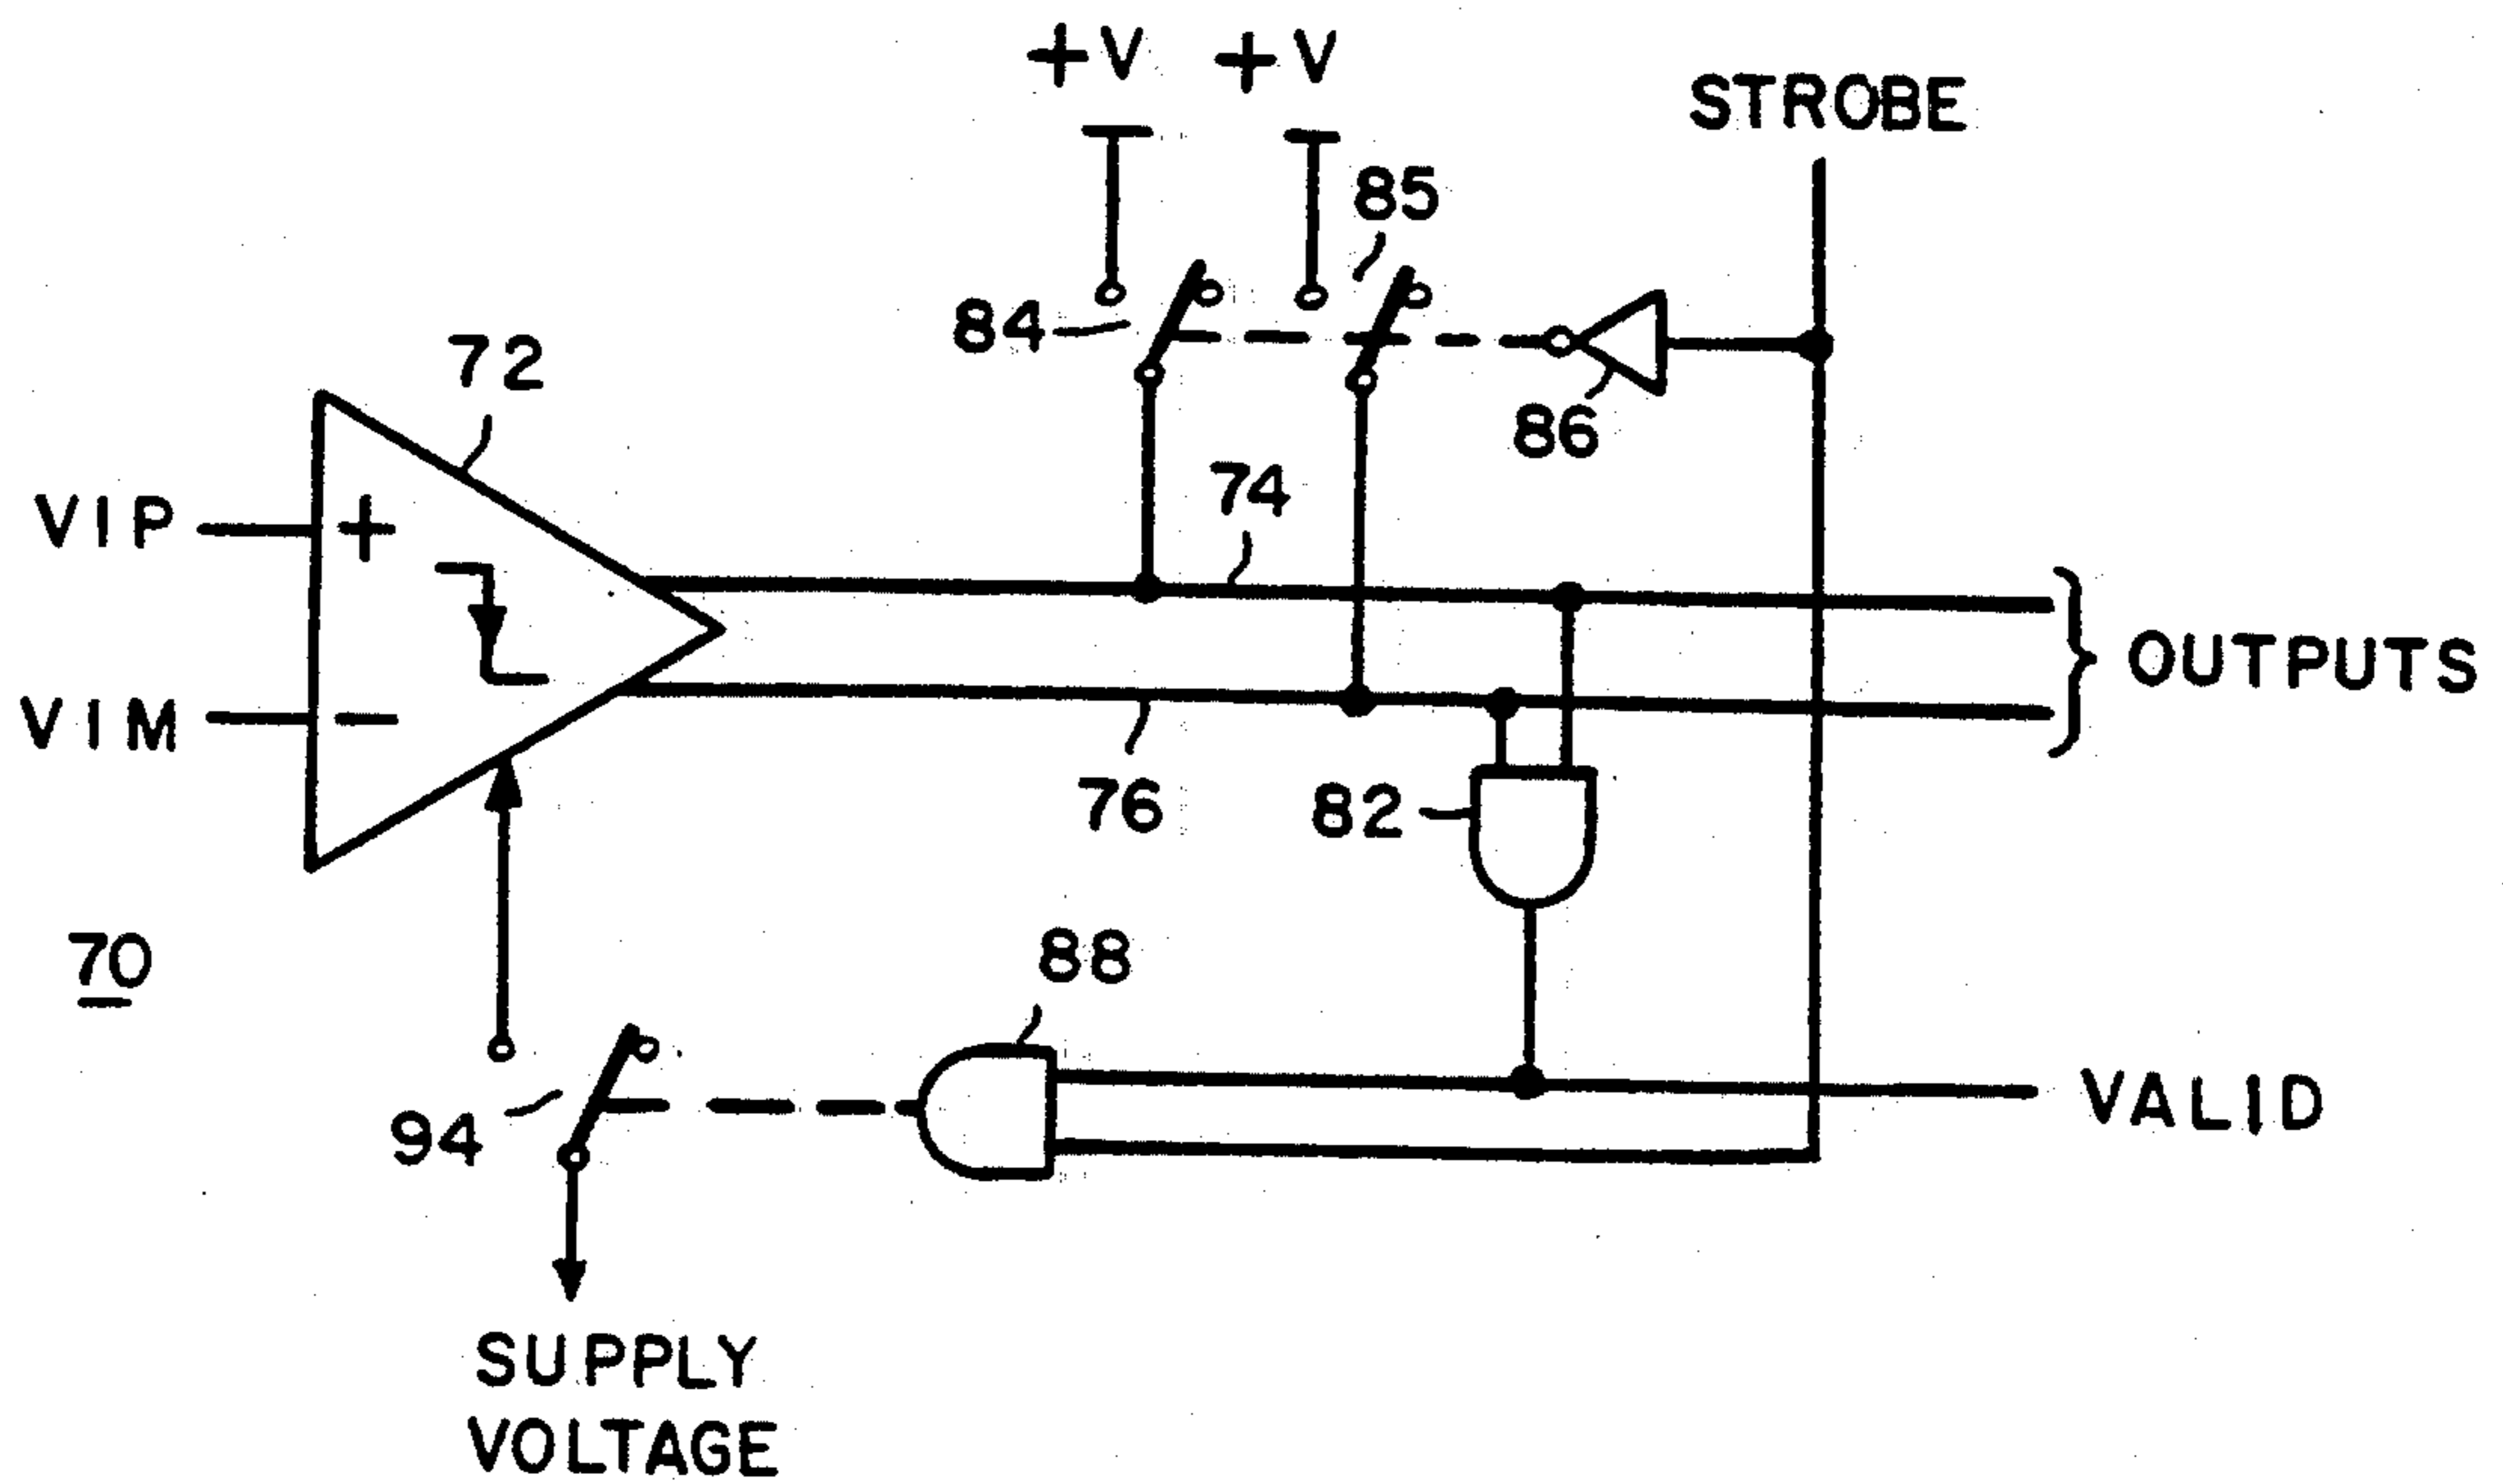 +V +V
STROBE
85
84
72
86
74
VIP
+
OUTPUTS
VIM
−
76
82
88
70
94
VALID
SUPPLY
VOLTAGE